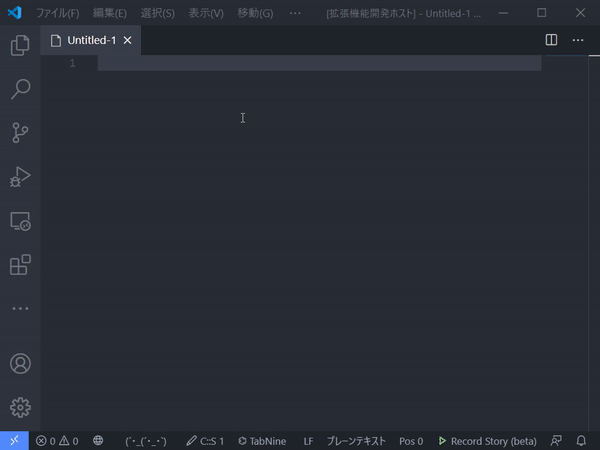 ファイル(F) 編集(E) 選択(S) 表示(V) 移動(G) ··· [拡張機能開発ホスト] - Untitled-1 ...
Untitled-1
1
0 0 (´･_(´･_･`) C::S 1 TabNine LF プレーンテキスト Pos 0 Record Story (beta)